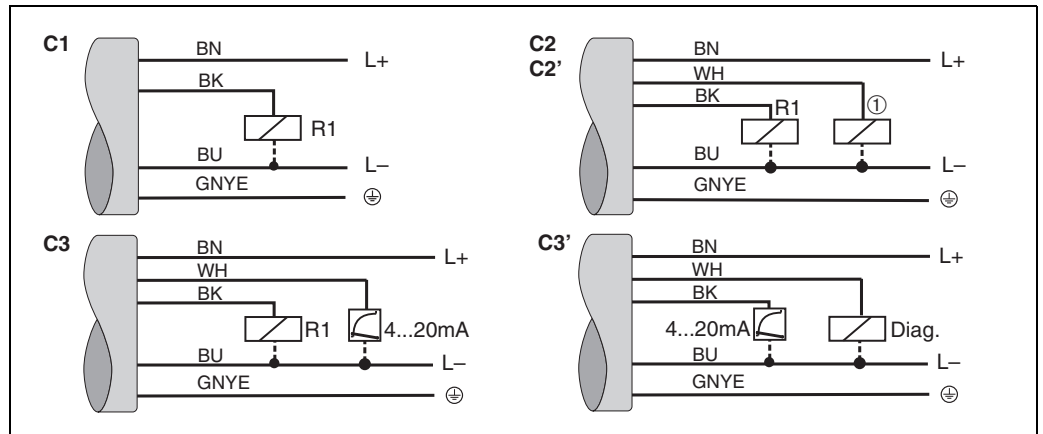 C1
BN
L+
BK
R1
BU
L–
GNYE
C2
C2’
BN
L+
WH
BK
R1
①
BU
L–
GNYE
C3
BN
L+
WH
BK
R1
4...20mA
BU
L–
GNYE
C3’
BN
L+
WH
BK
4...20mA
Diag.
BU
L–
GNYE